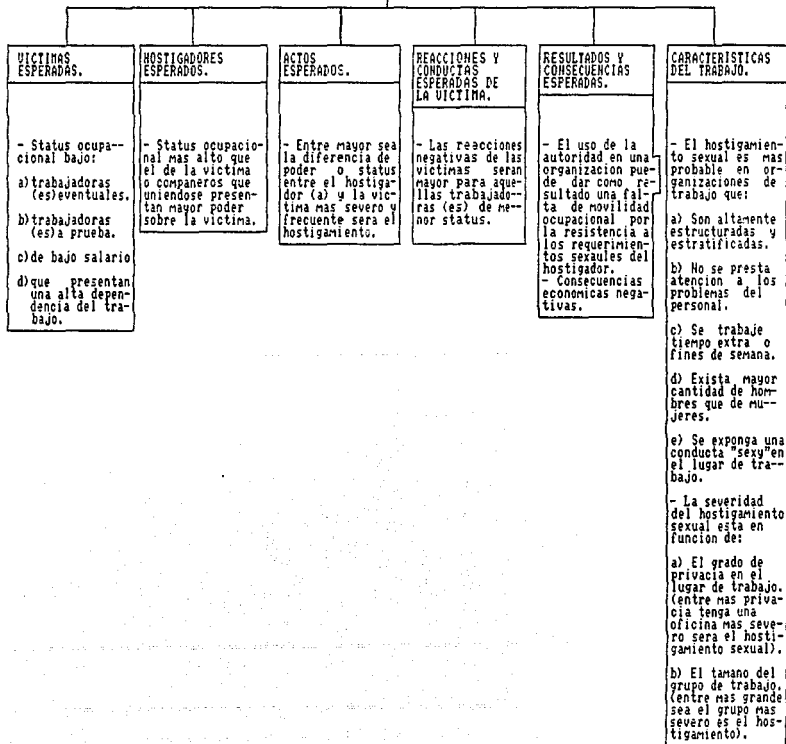 VICTIMAS
ESPERADAS.
- Status ocupa--
cional bajo:
a)trabajadoras
(es)eventuales.
b)trabajadoras
(es)a prueba.
c)de bajo salario
d)que presentan
una alta depen-
dencia del tra-
bajo.
HOSTIGADORES
ESPERADOS.
- Status ocupacio-
nal mas alto que
el de la victima
o companeros que
uniendose presen-
tan mayor poder
sobre la victima.
ACTOS
ESPERADOS.
- Entre mayor sea
la diferencia de
poder o status
entre el hostiga-
dor (a) y la vic-
tima mas severo y
frecuente sera el
hostigamiento.
REACCIONES Y
CONDUCTAS
ESPERADAS DE
LA VICTIMA.
- Las reacciones
negativas de las
victimas seran
mayor para aque-
llas trabajado--
ras (es) de me--
nor status.
RESULTADOS Y
CONSECUENCIAS
ESPERADAS.
- El uso de la
autoridad en una
organizacion pue-
de dar como re-
sultado una fal-
ta de movilidad
ocupacional por
la resistencia a
los requerimien-
tos sexaules del
hostigador.
- Consecuencias
economicas nega-
tivas.
CARACTERISTICAS
DEL TRABAJO.
- El hostigamien-
to sexual es mas
probable en or-
ganizaciones de
trabajo que:
a) Son altamente
estructuradas y
estratificadas.
b) No se presta
atencion a los
problemas del
personal.
c) Se trabaje
tiempo extra o
fines de semana.
d) Exista mayor
cantidad de hom-
bres que de mu--
jeres.
e) Se exponga una
conducta "sexy"en
el lugar de tra--
bajo.
- La severidad
del hostigamiento
sexual esta en
funcion de:
a) El grado de
privacia en el
lugar de trabajo.
(entre mas priva-
cia tenga una
oficina mas seve-
ro sera el hosti-
gamiento sexual).
b) El tamano del
grupo de trabajo.
(entre mas grande
sea el grupo mas
severo es el hos-
tigamiento).